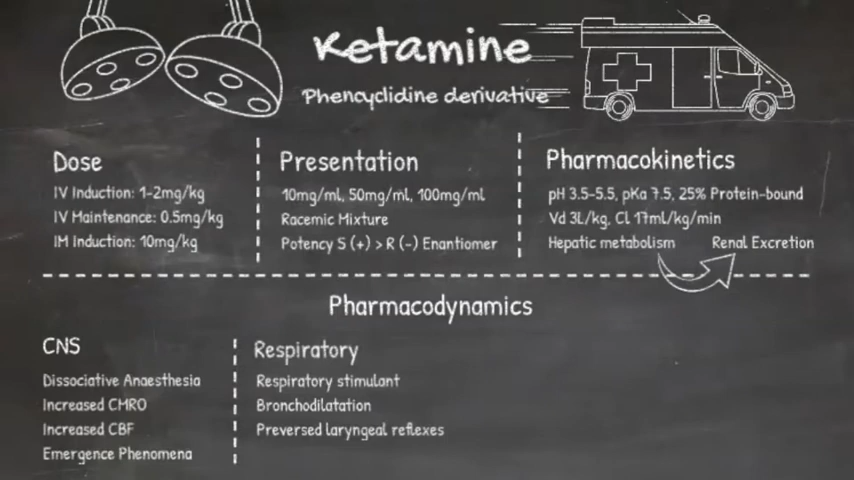 Ketamine
Phencyclidine derivative
Dose
IV Induction: 1-2mg/kg
IV Maintenance: 0.5mg/kg
IM Induction: 10mg/kg
Presentation
10mg/ml, 50mg/ml, 100mg/ml
Racemic Mixture
Potency S (+) > R (-) Enantiomer
Pharmacokinetics
pH 3.5-5.5, pKa 7.5, 25% Protein-bound
Vd 3L/kg, Cl 17ml/kg/min
Hepatic metabolism Renal Excretion
Pharmacodynamics
CNS
Dissociative Anaesthesia
Increased CMRO
Increased CBF
Emergence Phenomena
Respiratory
Respiratory stimulant
Bronchodilatation
Preversed laryngeal reflexes